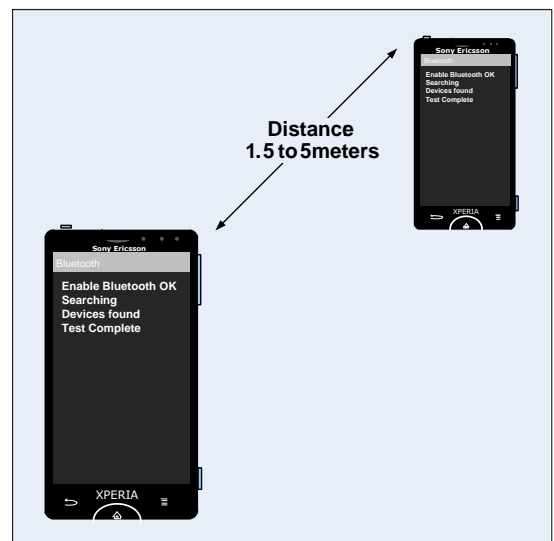 Sony Ericsson
Bluetooth
Enable Bluetooth OK
Searching
Devices found
Test Complete
XPERIA
Distance
1.5 to 5meters
Sony Ericsson
Bluetooth
Enable Bluetooth OK
Searching
Devices found
Test Complete
XPERIA